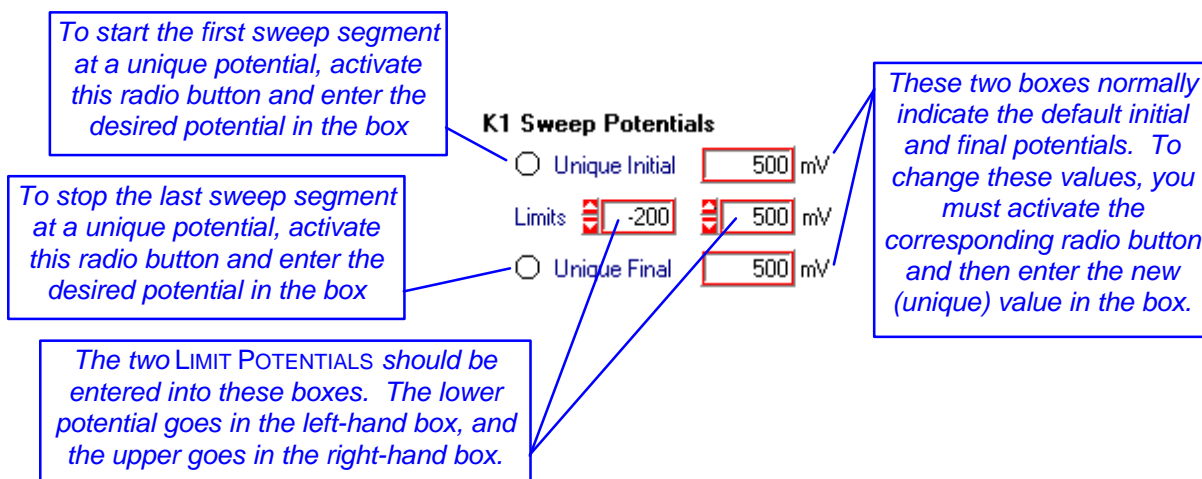 To start the first sweep segment
at a unique potential, activate
this radio button and enter the
desired potential in the box
To stop the last sweep segment
at a unique potential, activate
this radio button and enter the
desired potential in the box
K1 Sweep Potentials
Unique Initial 500 mV
Limits -200 500 mV
Unique Final 500 mV
These two boxes normally
indicate the default initial
and final potentials. To
change these values, you
must activate the
corresponding radio button
and then enter the new
(unique) value in the box.
The two LIMIT POTENTIALS should be
entered into these boxes. The lower
potential goes in the left-hand box, and
the upper goes in the right-hand box.